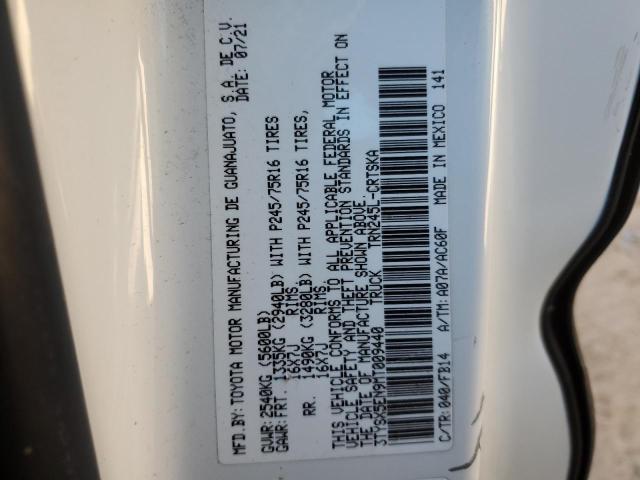 MFD.BY: TOYOTA MOTOR MANUFACTURING DE GUANAJUATO, S.A. DE C.V.
DATE: 07/21
GVWR: 2540KG (5600LB)
GAWR: FRT. 1335KG (2940LB) WITH P245/75R16 TIRES
16X7J RIMS
RR. 1490KG (3280LB) WITH P245/75R16 TIRES,
16X7J RIMS,
THIS VEHICLE CONFORMS TO ALL APPLICABLE FEDERAL MOTOR
VEHICLE SAFETY AND THEFT PREVENTION STANDARDS IN EFFECT ON
THE DATE OF MANUFACTURE SHOWN ABOVE.
3TYSX5EN9MT009440 TRUCK TRN245L-CRTSKA
C/TR: 040/FB14 A/TM: A07A/AC60F MADE IN MEXICO 141